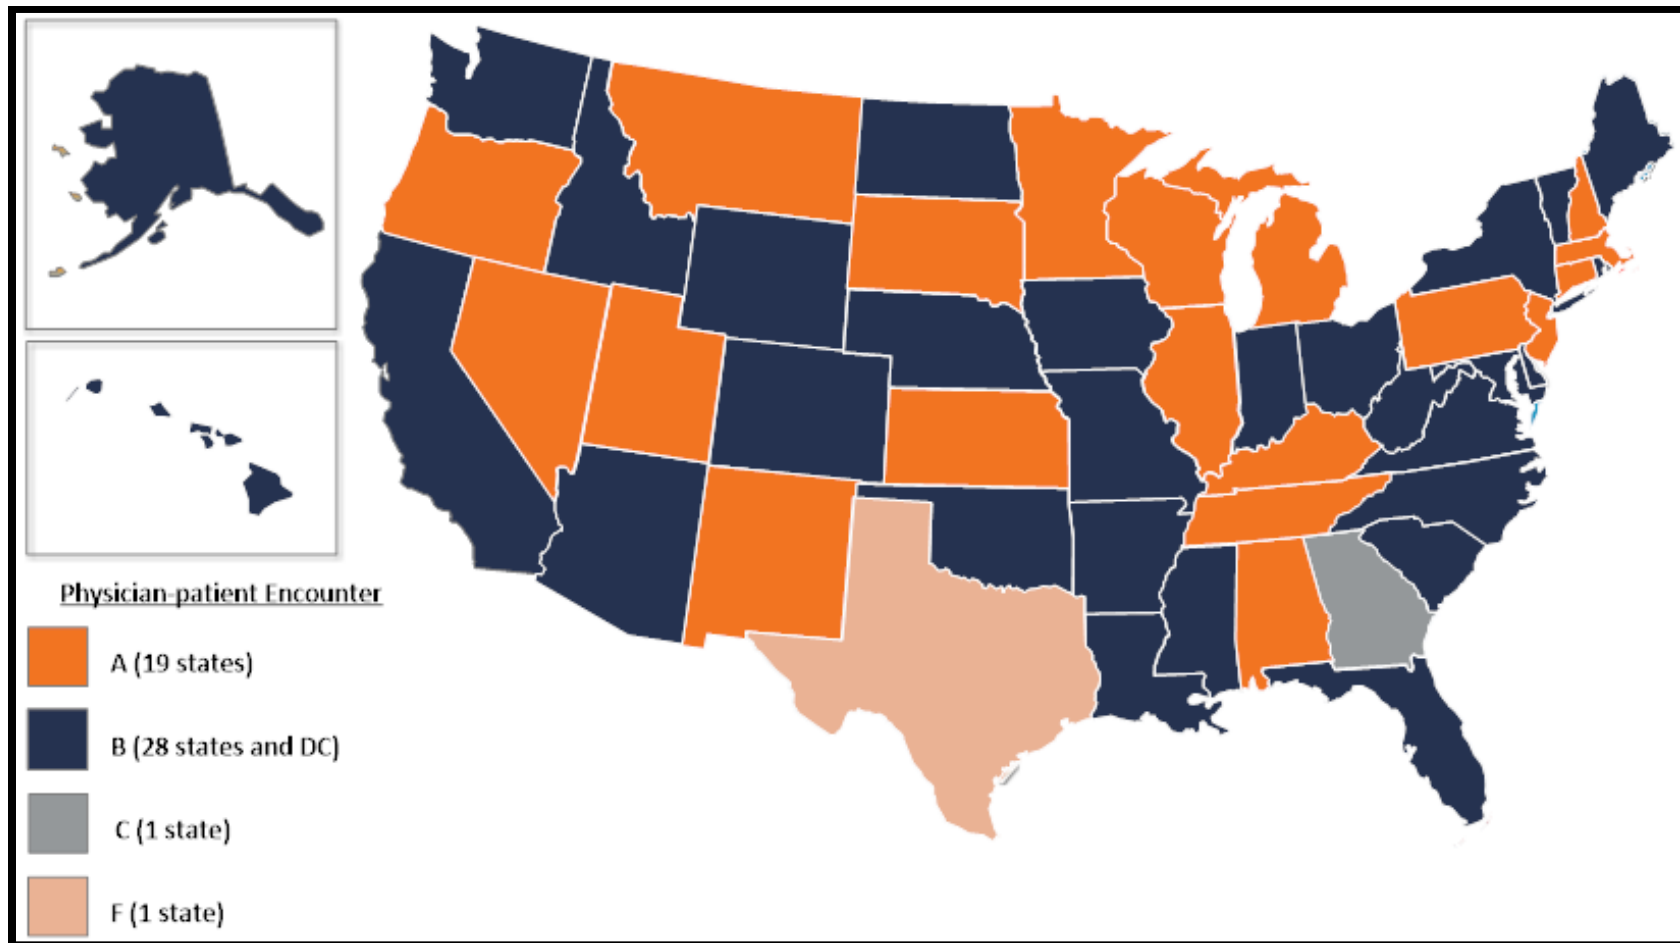 Physician-patient Encounter
A (19 states)
B (28 states and DC)
C (1 state)
F (1 state)